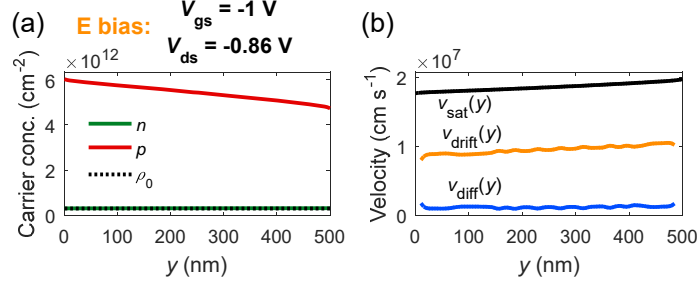 (a)
E bias:
V_gs = -1 V
V_ds = -0.86 V
×10^12
Carrier conc. (cm^-2)
6
4
2
0
n
p
ρ_0
0 100 200 300 400 500
y (nm)
(b)
×10^7
Velocity (cm s^-1)
2
1
0
v_sat(y)
v_drift(y)
v_diff(y)
0 100 200 300 400 500
y (nm)